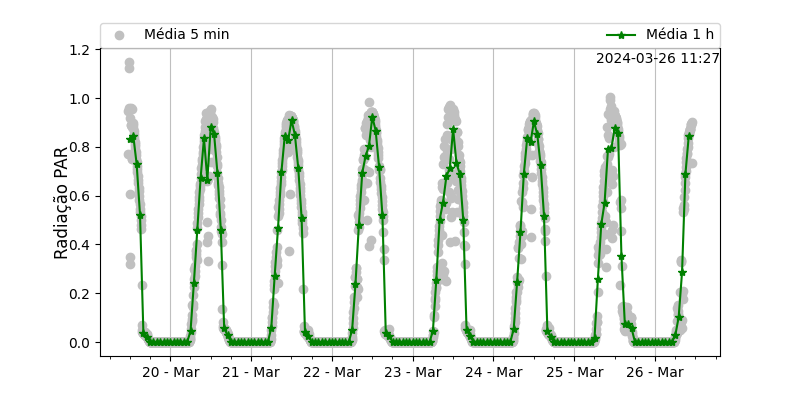 Média 5 min
Média 1 h
2024-03-26 11:27
Radiação PAR
1.2
1.0
0.8
0.6
0.4
0.2
0.0
20 - Mar
21 - Mar
22 - Mar
23 - Mar
24 - Mar
25 - Mar
26 - Mar